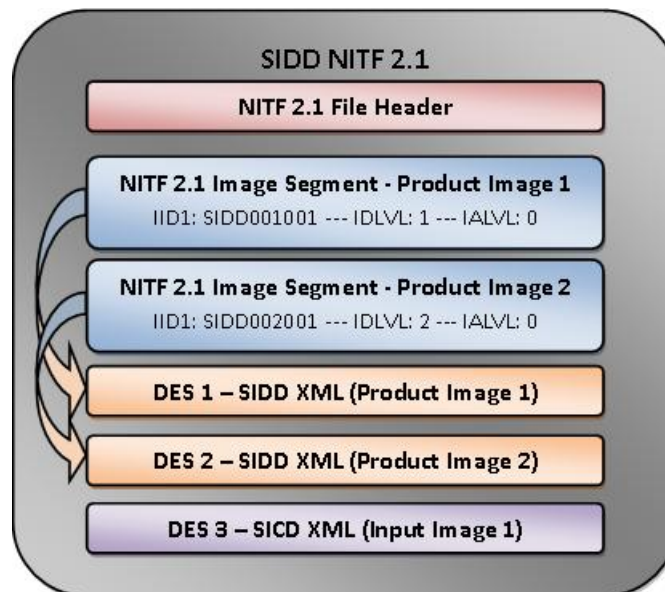 SIDD NITF 2.1
NITF 2.1 File Header
NITF 2.1 Image Segment - Product Image 1
IID1: SIDD001001 --- IDLVL: 1 --- IALVL: 0
NITF 2.1 Image Segment - Product Image 2
IID1: SIDD002001 --- IDLVL: 2 --- IALVL: 0
DES 1 – SIDD XML (Product Image 1)
DES 2 – SIDD XML (Product Image 2)
DES 3 – SICD XML (Input Image 1)